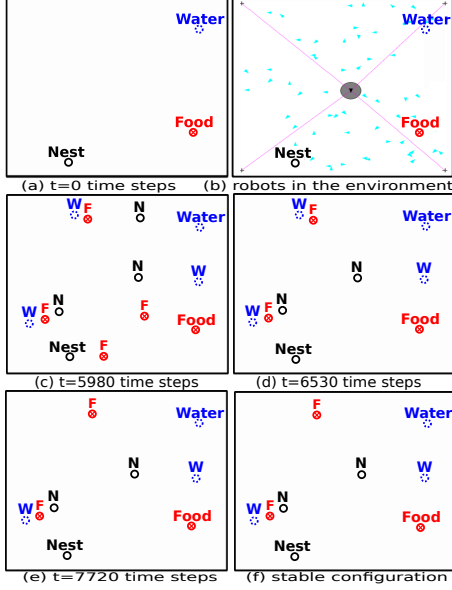 Water
Food
Nest
(a) t=0 time steps
Water
Food
Nest
(b) robots in the environment
W
F
N
Water
N
W
W
F
N
F
Food
Nest
(c) t=5980 time steps
W
F
Water
N
W
W
F
N
Food
Nest
(d) t=6530 time steps
F
Water
N
W
W
F
N
Food
Nest
(e) t=7720 time steps
F
Water
N
W
W
F
N
Food
Nest
(f) stable configuration